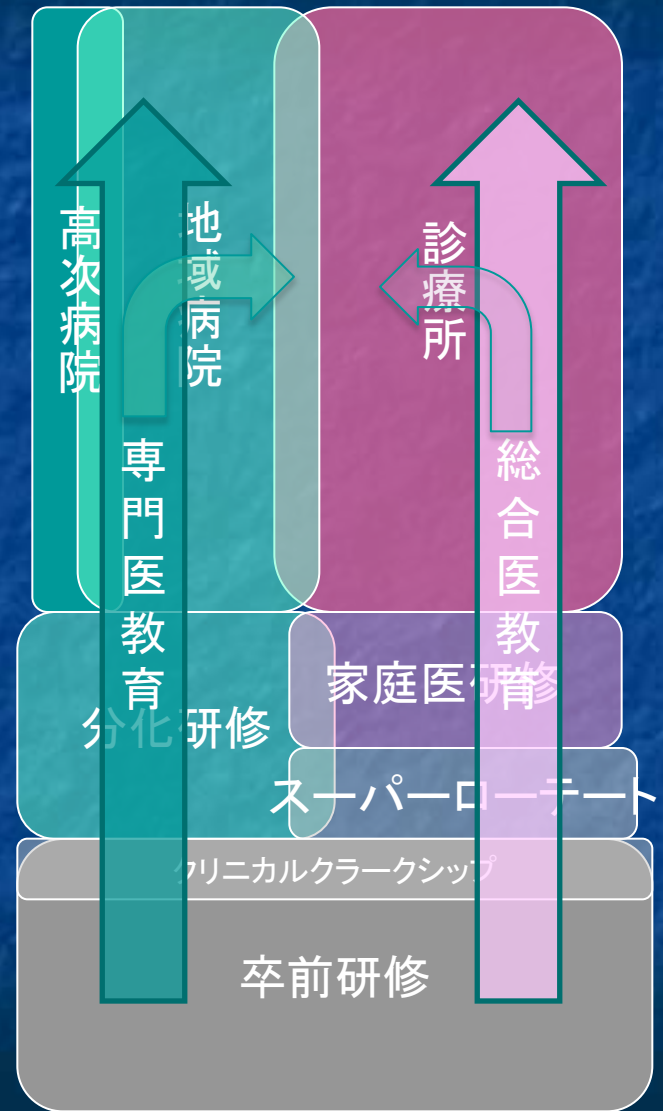 高次病院
地域病院
診療所
専門医教育
総合医教育
家庭医研修
分化研修
スーパーローテート
クリニカルクラークシップ
卒前研修